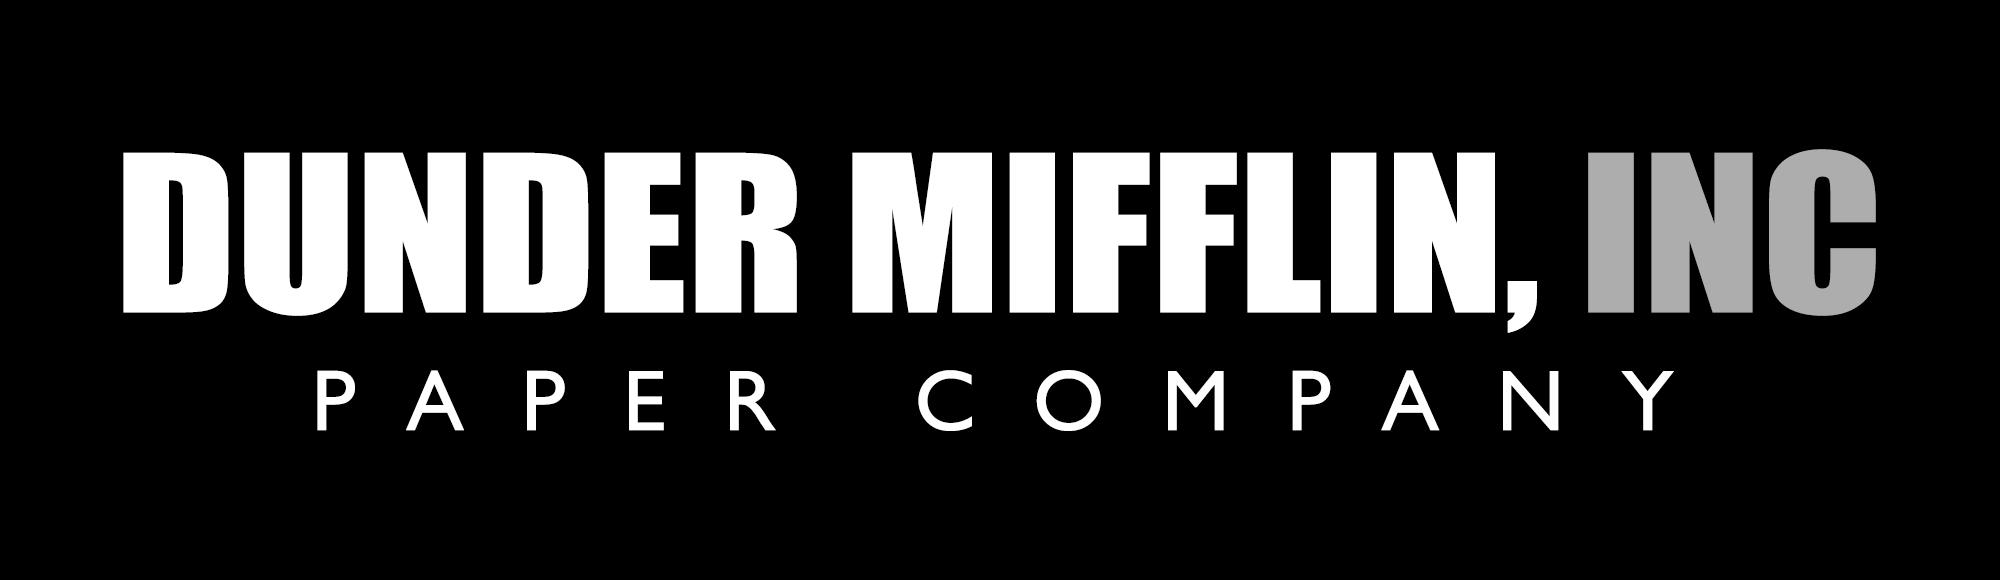 DUNDER MIFFLIN, INC
PAPER COMPANY